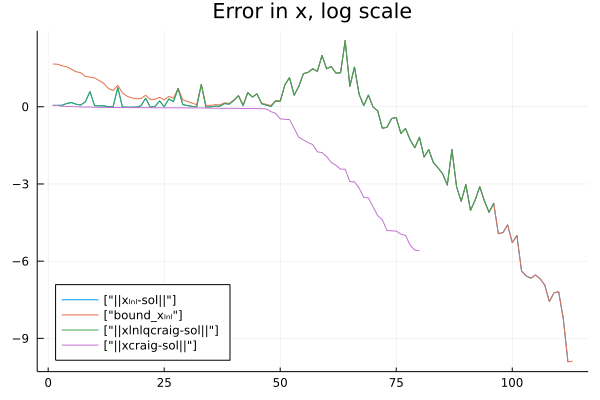 Error in x, log scale
0
−3
−6
−9
["||xₗₙₗ-sol||"]
["bound_xₗₙₗ"]
["||xlnlqcraig-sol||"]
["||xcraig-sol||"]
0
25
50
75
100